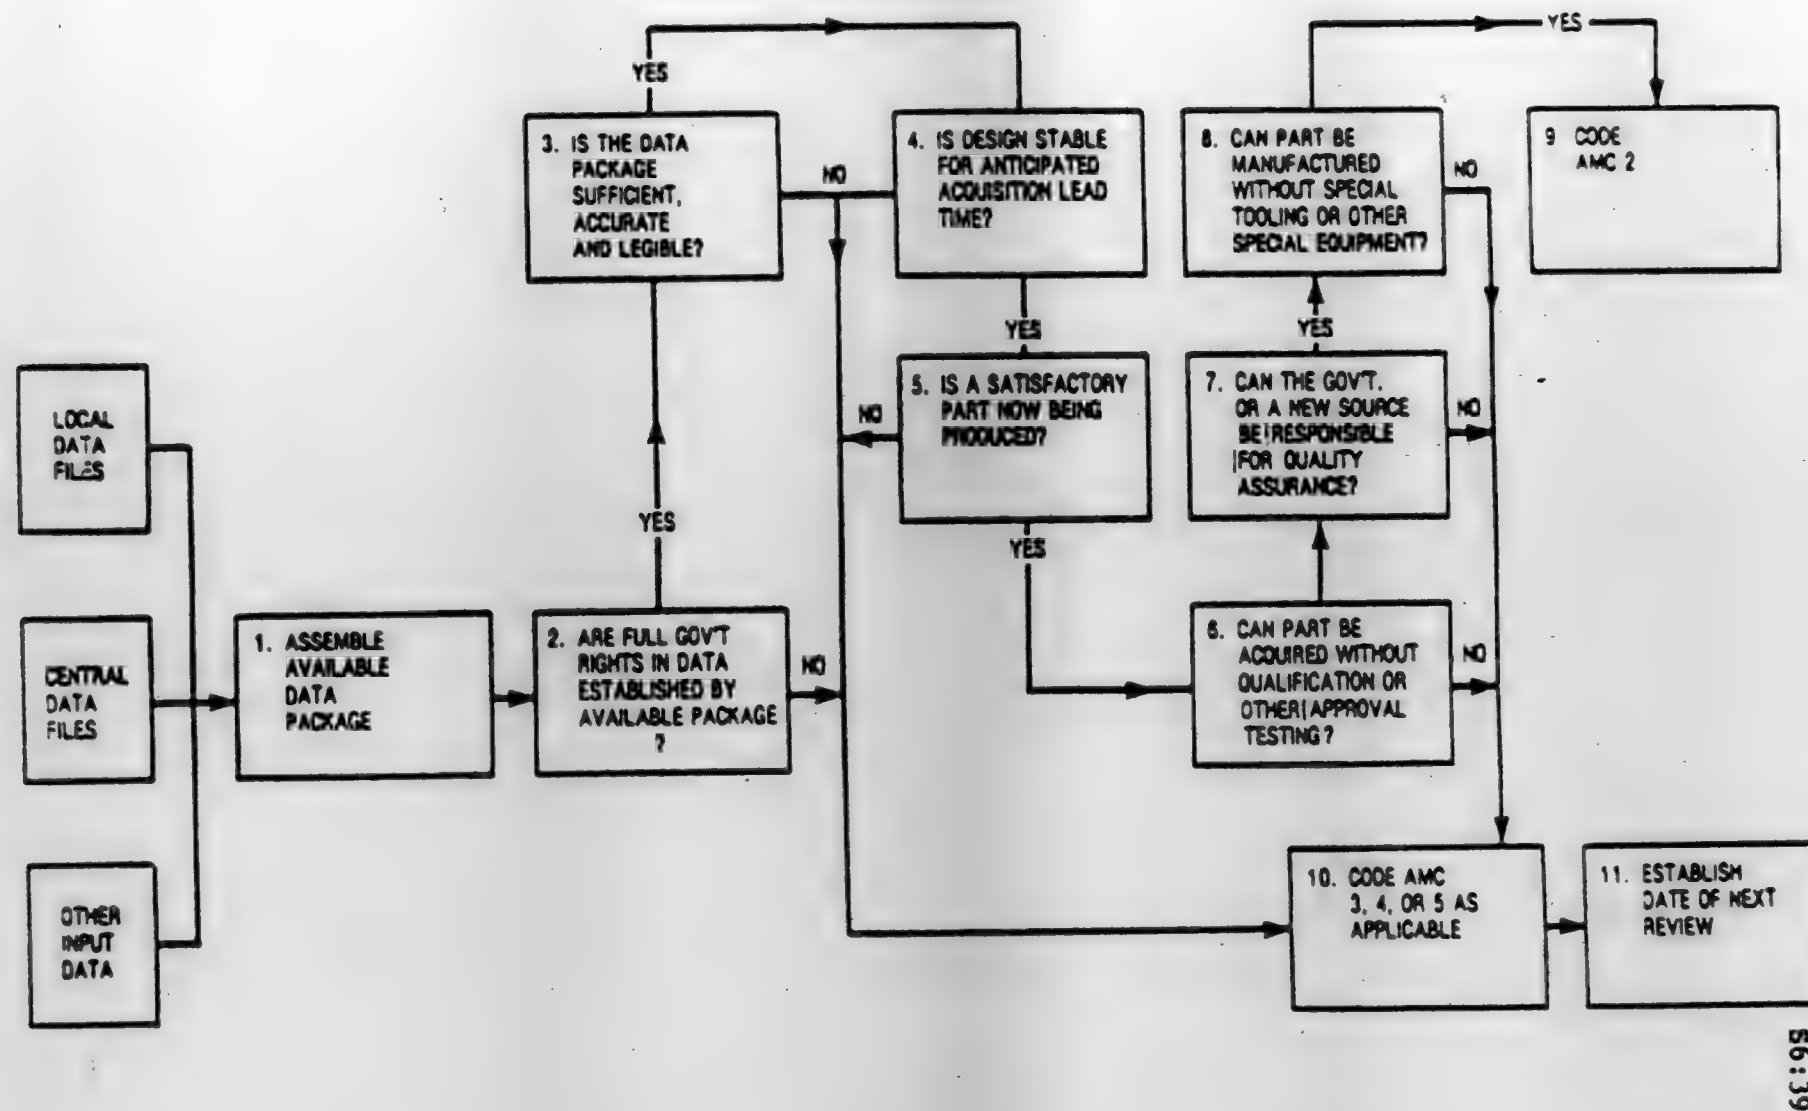 YES
YES
3. IS THE DATA
PACKAGE
SUFFICIENT,
ACCURATE
AND LEGIBLE?
NO
4. IS DESIGN STABLE
FOR ANTICIPATED
ACQUISITION LEAD
TIME?
8. CAN PART BE
MANUFACTURED
WITHOUT SPECIAL
TOOLING OR OTHER
SPECIAL EQUIPMENT?
NO
9 CODE
AMC 2
YES
YES
LOCAL
DATA
FILES
5. IS A SATISFACTORY
PART NOW BEING
PRODUCED?
NO
7. CAN THE GOV'T.
OR A NEW SOURCE
BE RESPONSIBLE
FOR QUALITY
ASSURANCE?
NO
YES
YES
CENTRAL
DATA
FILES
1. ASSEMBLE
AVAILABLE
DATA
PACKAGE
2. ARE FULL GOV'T
RIGHTS IN DATA
ESTABLISHED BY
AVAILABLE PACKAGE
?
NO
6. CAN PART BE
ACQUIRED WITHOUT
QUALIFICATION OR
OTHER APPROVAL
TESTING?
NO
OTHER
INPUT
DATA
10. CODE AMC
3, 4, OR 5 AS
APPLICABLE
11. ESTABLISH
DATE OF NEXT
REVIEW
56:39